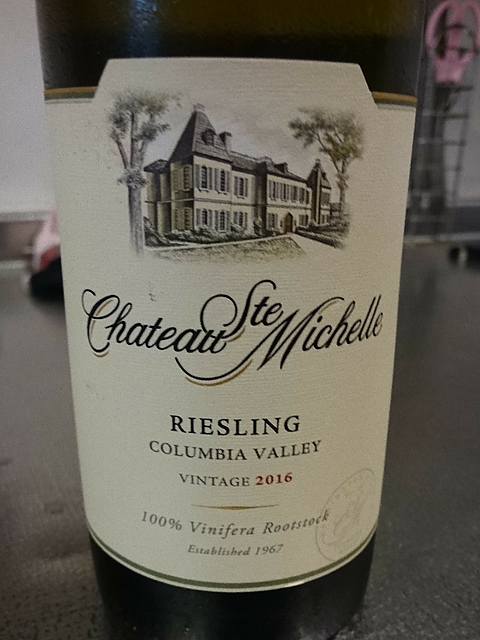 Chateau Ste Michelle
RIESLING
COLUMBIA VALLEY
VINTAGE 2016
100% Vinifera Rootstock
Established 1967